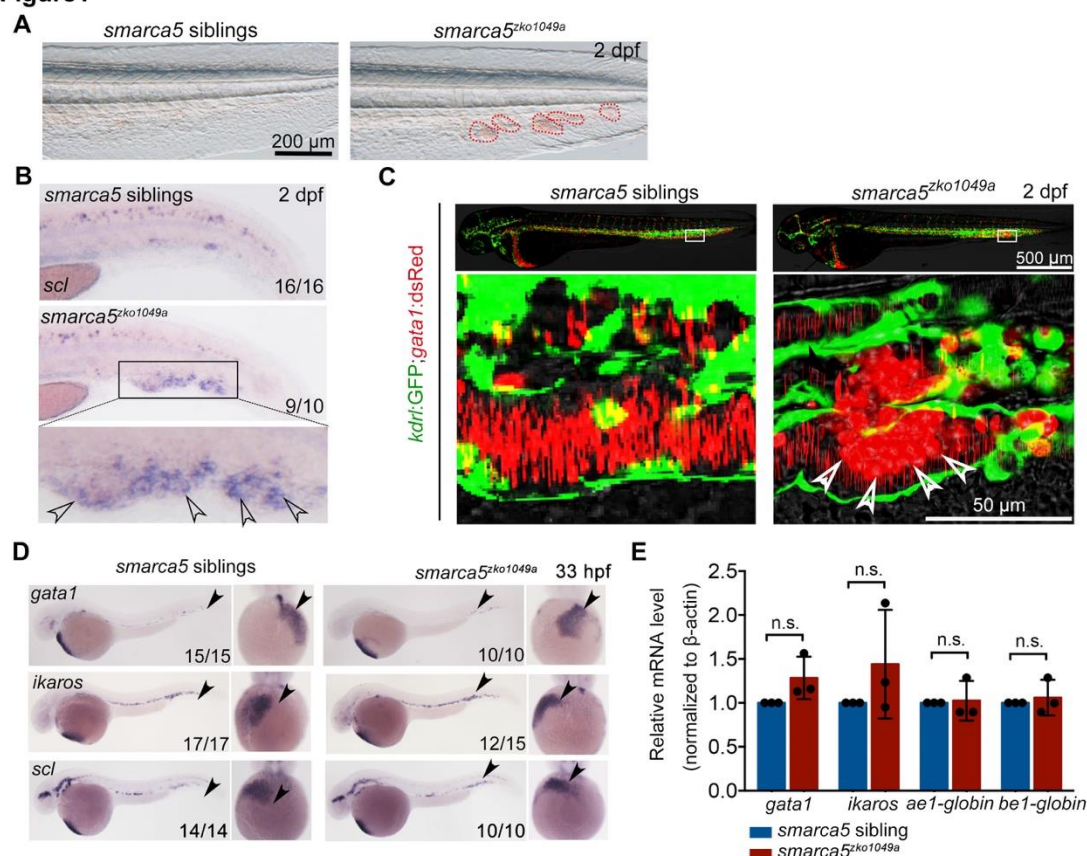 Figure1
A
smarca5 siblings
smarca5zko1049a
2 dpf
200 μm
B
smarca5 siblings
2 dpf
scl
16/16
smarca5zko1049a
9/10
C
smarca5 siblings
smarca5zko1049a
2 dpf
500 μm
kdrl:GFP;gata1:dsRed
50 μm
D
smarca5 siblings
smarca5zko1049a
33 hpf
gata1
15/15
10/10
ikaros
17/17
12/15
scl
14/14
10/10
E
Relative mRNA level
(normalized to β-actin)
2.5
2.0
1.5
1.0
0.5
0.0
n.s.
n.s.
n.s.
n.s.
gata1
ikaros
ae1-globin
be1-globin
smarca5 sibling
smarca5zko1049a